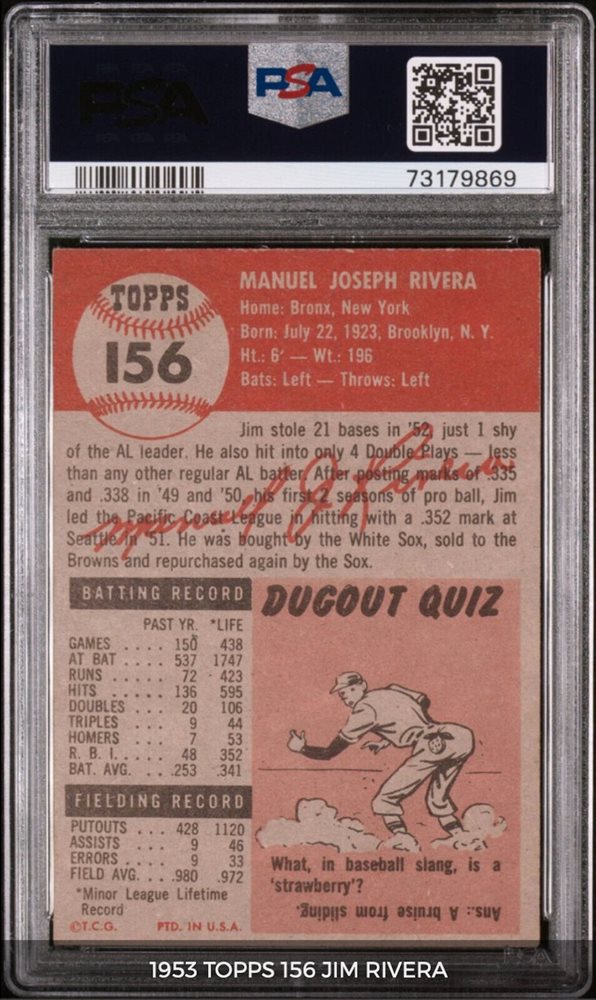 PSA
PSA
73179869
TOPPS
156
MANUEL JOSEPH RIVERA
Home: Bronx, New York
Born: July 22, 1923, Brooklyn, N. Y.
Ht.: 6' — Wt.: 196
Bats: Left — Throws: Left
Jim stole 21 bases in '52, just 1 shy
of the AL leader. He also hit into only 4 Double Plays — less
than any other regular AL batter. After posting marks of .335
and .338 in '49 and '50, his first 2 seasons of pro ball, Jim
led the Pacific Coast League in hitting with a .352 mark at
Seattle in '51. He was bought by the White Sox, sold to the
Browns and repurchased again by the Sox.
Manuel J. Rivera
BATTING RECORD
PAST YR. *LIFE
GAMES .... 150 438
AT BAT .... 537 1747
RUNS ..... 72 423
HITS ..... 136 595
DOUBLES ... 20 106
TRIPLES ... 9 44
HOMERS ... 7 53
R. B. I. .... 48 352
BAT. AVG. .. .253 .341
FIELDING RECORD
PUTOUTS ... 428 1120
ASSISTS ... 9 46
ERRORS ... 9 33
FIELD AVG. .. .980 .972
*Minor League Lifetime
Record
©T.C.G. PTD. IN U.S.A.
DUGOUT QUIZ
What, in baseball slang, is a
'strawberry'?
Ans.: A bruise from sliding.
PSA
1953 TOPPS 156 JIM RIVERA